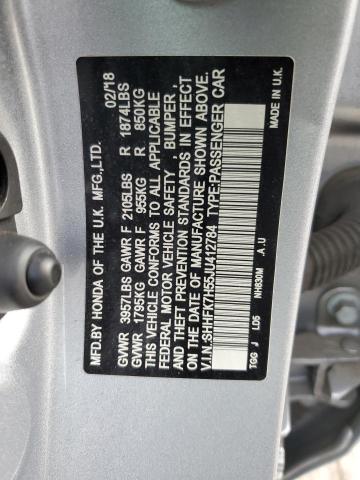 MFD.BY HONDA OF THE U.K. MFG.,LTD. 02/18
GVWR 3957LBS GAWR F 2105LBS R 1874LBS
GVWR 1795KG GAWR F 955KG R 850KG
THIS VEHICLE CONFORMS TO ALL APPLICABLE
FEDERAL MOTOR VEHICLE SAFETY , BUMPER ,
AND THEFT PREVENTION STANDARDS IN EFFECT
ON THE DATE OF MANUFACTURE SHOWN ABOVE.
V.I.N.:SHHFK7H55JU412784 TYPE:PASSENGER CAR
TGG J LD5 NH830M .A.U MADE IN U.K.